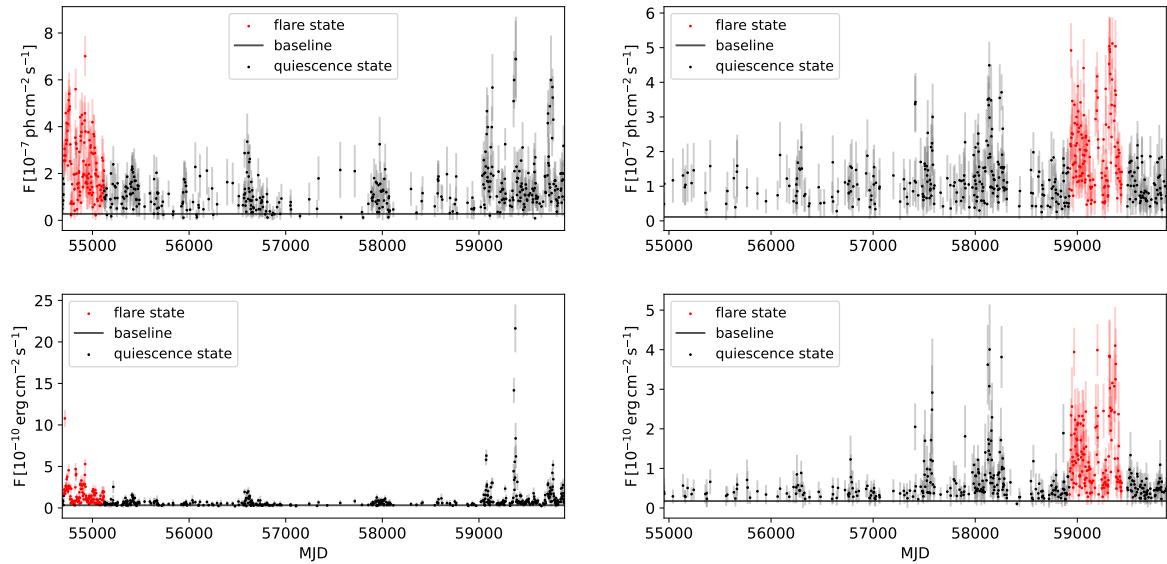 F [10⁻⁷ ph cm⁻² s⁻¹]
8
6
4
2
0
flare state
baseline
quiescence state
55000 56000 57000 58000 59000
F [10⁻⁷ ph cm⁻² s⁻¹]
6
5
4
3
2
1
0
flare state
baseline
quiescence state
55000 56000 57000 58000 59000
F [10⁻¹⁰ erg cm⁻² s⁻¹]
25
20
15
10
5
0
flare state
baseline
quiescence state
55000 56000 57000 58000 59000
MJD
F [10⁻¹⁰ erg cm⁻² s⁻¹]
5
4
3
2
1
0
flare state
baseline
quiescence state
55000 56000 57000 58000 59000
MJD